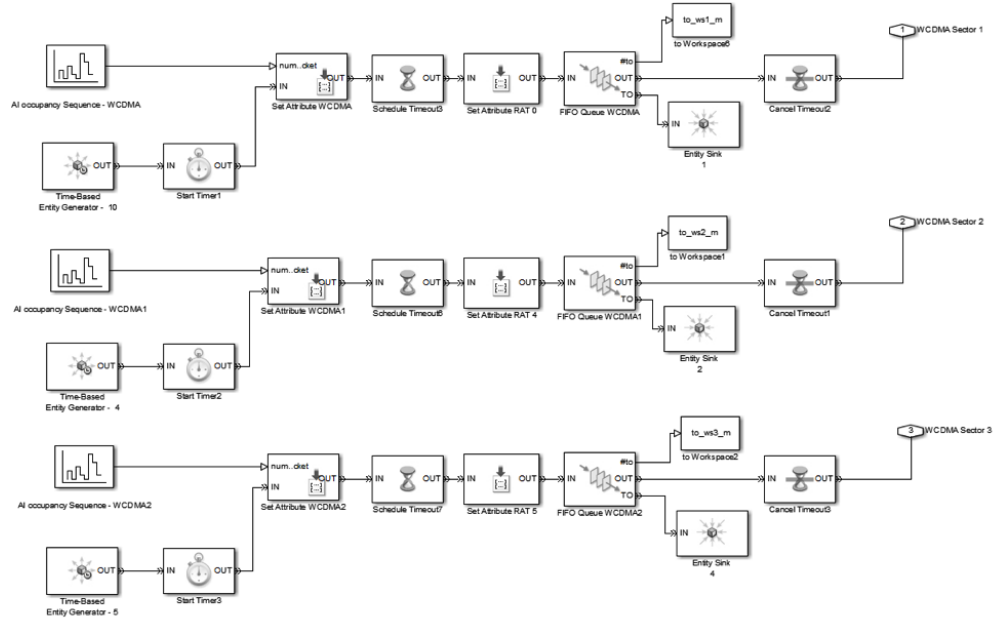 to_ws1_m
to Workspace6
1
WCDMA Sector 1
AI occupancy Sequence - WCDMA
num..cket
IN
OUT
Set Attribute WCDMA
IN
OUT
Schedule Timeout3
IN
OUT
Set Attribute RAT 0
#to
IN
OUT
TO
FIFO Queue WCDMA
IN
Entity Sink
1
IN
OUT
Cancel Timeout2
OUT
Time-Based
Entity Generator - 10
IN
OUT
Start Timer1
to_ws2_m
to Workspace1
2
WCDMA Sector 2
AI occupancy Sequence - WCDMA1
num..cket
IN
OUT
Set Attribute WCDMA1
IN
OUT
Schedule Timeout6
IN
OUT
Set Attribute RAT 4
#to
IN
OUT
TO
FIFO Queue WCDMA1
IN
Entity Sink
2
IN
OUT
Cancel Timeout1
OUT
Time-Based
Entity Generator - 4
IN
OUT
Start Timer2
to_ws3_m
to Workspace2
3
WCDMA Sector 3
AI occupancy Sequence - WCDMA2
num..cket
IN
OUT
Set Attribute WCDMA2
IN
OUT
Schedule Timeout7
IN
OUT
Set Attribute RAT 5
#to
IN
OUT
TO
FIFO Queue WCDMA2
IN
Entity Sink
4
IN
OUT
Cancel Timeout3
OUT
Time-Based
Entity Generator - 5
IN
OUT
Start Timer3